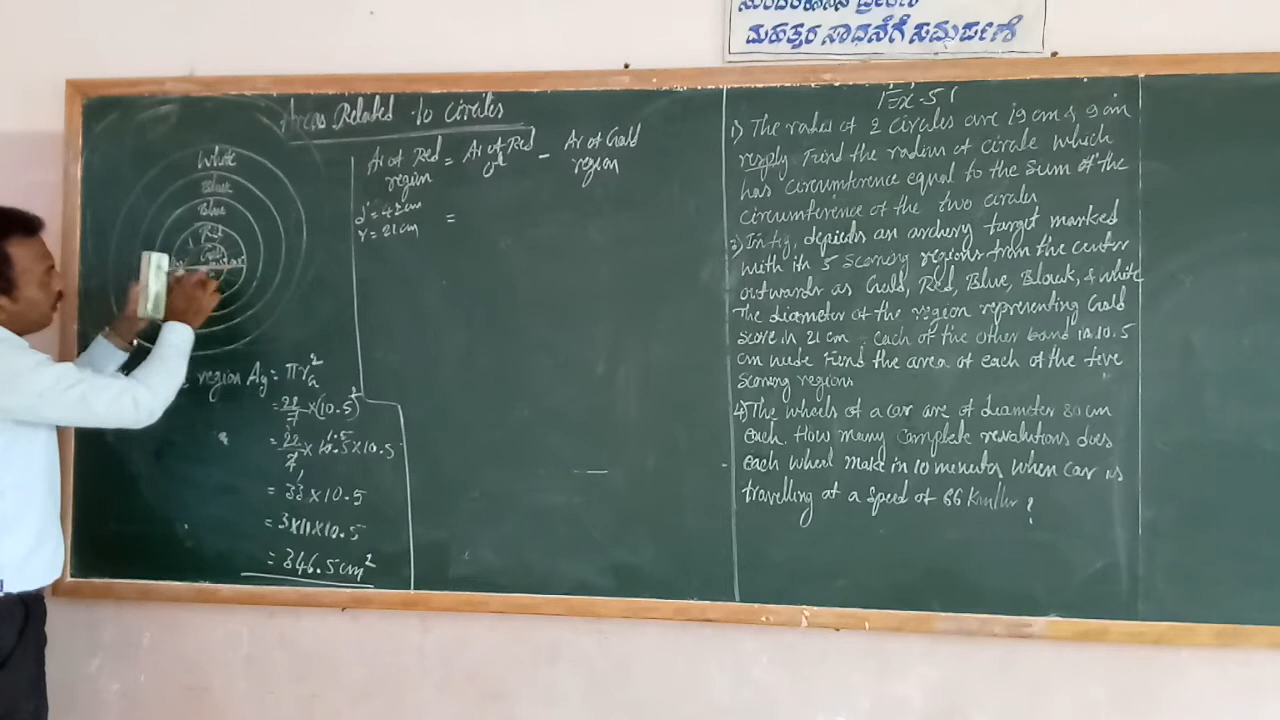 ಮಹತ್ತರ ಸಾಧನೆಗೆ ಸಮರ್ಪಣೆ
Areas Related to circles
White
Black
Blue
Red
Gold
Ar of Red region = Ar of Red - Ar of Gold region
d = 42 cm =
r = 21 cm
region Ag = πr²
= 22/7 × (10.5)²
= 22/7 × 10.5 × 10.5
1.5
1
= 33 × 10.5
= 3×11×10.5
= 346.5 cm²
Ex-5.1
1) The radius of 2 circles are 19 cm & 9 cm
resply. Find the radius of circle which
has circumference equal to the sum of the
circumference of the two circles
2) In fig, depicts an archery target marked
with its 5 scoring regions from the center
outwards as Gold, Red, Blue, Black, & white
The diameter of the region representing Gold
score is 21 cm. each of the other band is 10.5
cm wide Find the area of each of the five
scoring regions
4) The wheels of a car are of diameter 80 cm
each. How many complete revolutions does
each wheel make in 10 minutes when car is
travelling at a speed of 66 km/hr ?